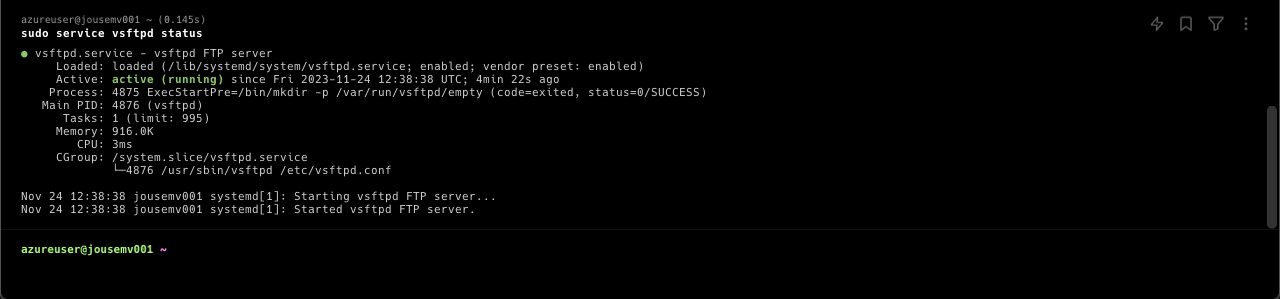 azureuser@jousemv001 ~ (0.145s)
sudo service vsftpd status
● vsftpd.service - vsftpd FTP server
Loaded: loaded (/lib/systemd/system/vsftpd.service; enabled; vendor preset: enabled)
Active: active (running) since Fri 2023-11-24 12:38:38 UTC; 4min 22s ago
Process: 4875 ExecStartPre=/bin/mkdir -p /var/run/vsftpd/empty (code=exited, status=0/SUCCESS)
Main PID: 4876 (vsftpd)
Tasks: 1 (limit: 995)
Memory: 916.0K
CPU: 3ms
CGroup: /system.slice/vsftpd.service
└─4876 /usr/sbin/vsftpd /etc/vsftpd.conf
Nov 24 12:38:38 jousemv001 systemd[1]: Starting vsftpd FTP server...
Nov 24 12:38:38 jousemv001 systemd[1]: Started vsftpd FTP server.
azureuser@jousemv001 ~